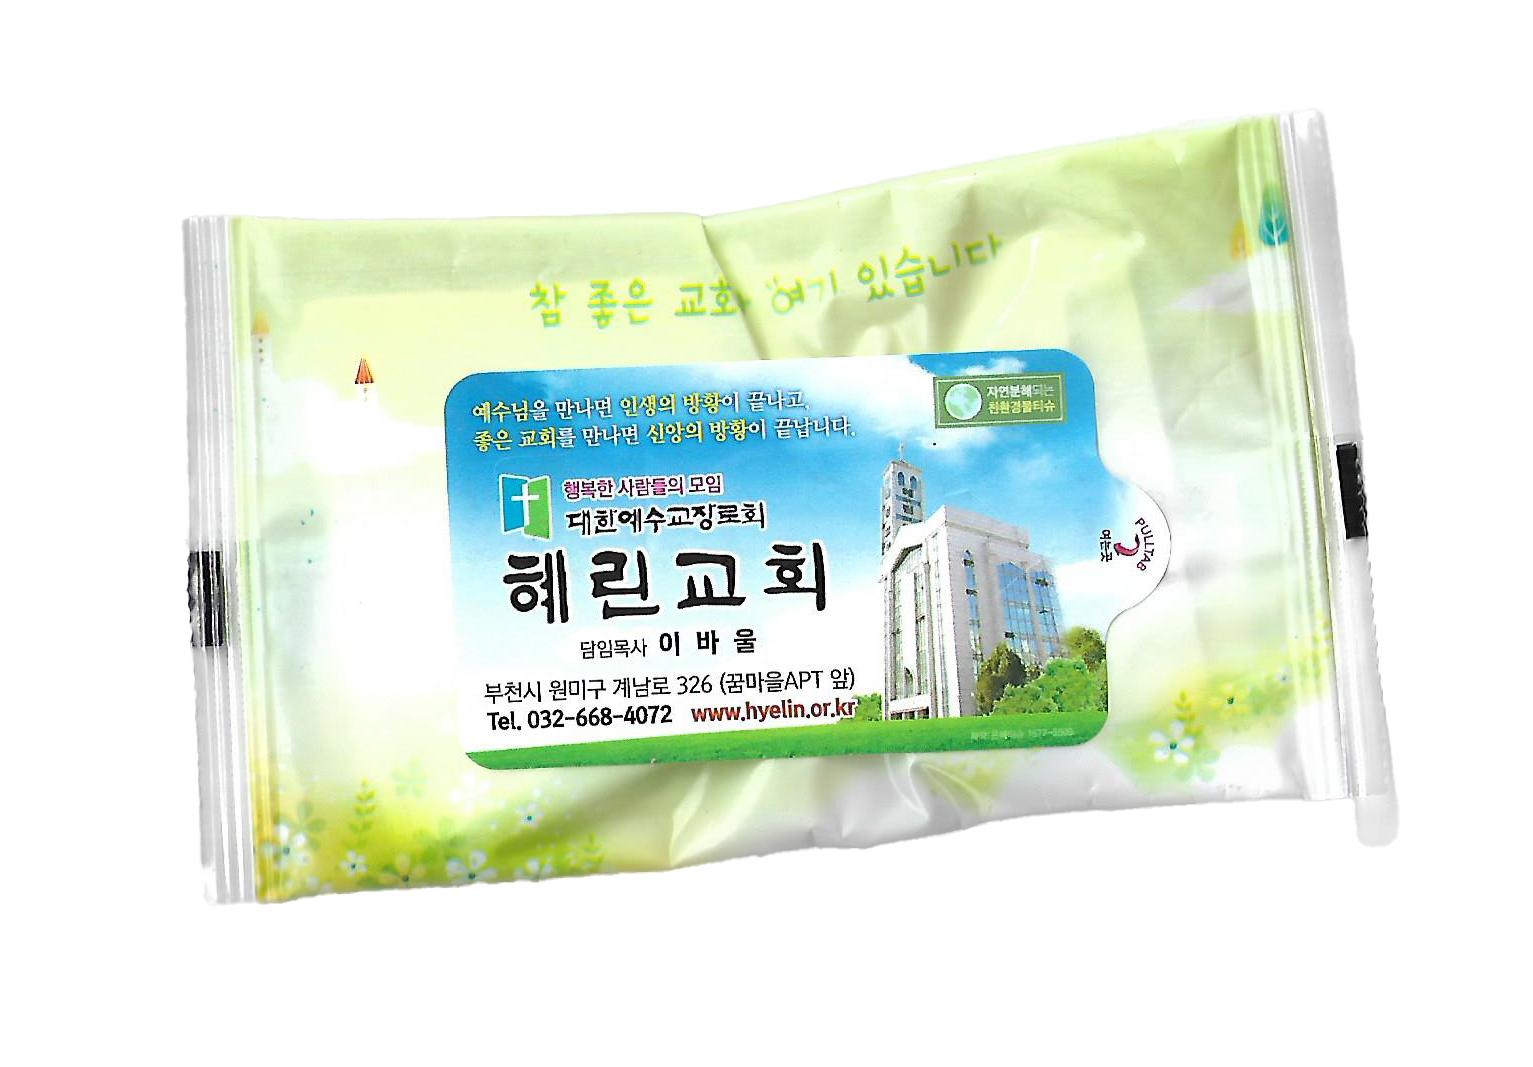 참 좋은 교회 여기 있습니다
예수님을 만나면 인생의 방황이 끝나고,
좋은 교회를 만나면 신앙의 방황이 끝납니다.
자연분해되는
친환경물티슈
행복한 사람들의 모임
대한예수교장로회
혜린교회
담임목사 이바울
부천시 원미구 계남로 326 (꿈마을APT 앞)
Tel. 032-668-4072 www.hyelin.or.kr
PULLTAB
여는곳